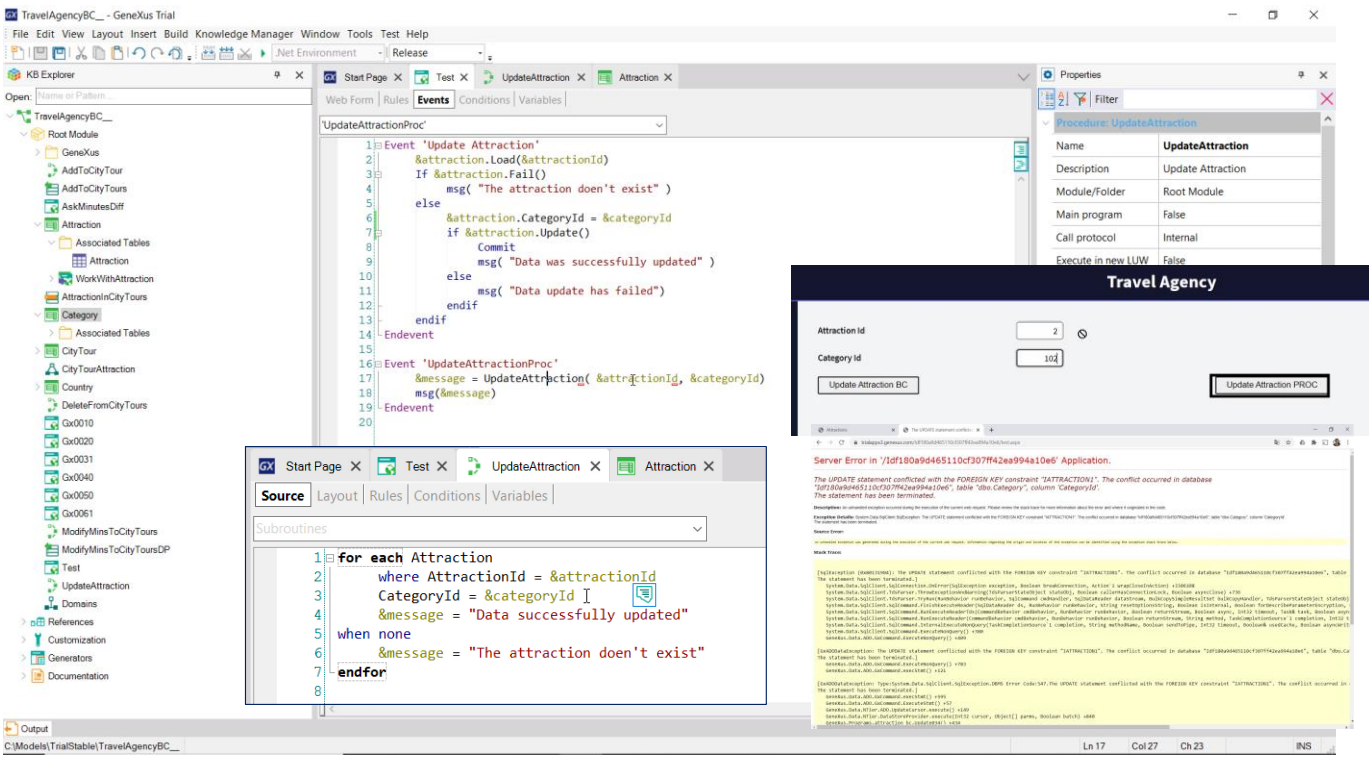 TravelAgencyBC__ - GeneXus Trial
File Edit View Layout Insert Build Knowledge Manager Window Tools Test Help
.Net Environment Release
KB Explorer
Open: Name or Pattern ...
TravelAgencyBC__
Root Module
GeneXus
AddToCityTour
AddToCityTours
AskMinutesDiff
Attraction
Associated Tables
Attraction
WorkWithAttraction
AttractionInCityTours
Category
Associated Tables
CityTour
CityTourAttraction
Country
DeleteFromCityTours
Gx0010
Gx0020
Gx0031
Gx0040
Gx0050
Gx0061
ModifyMinsToCityTours
ModifyMinsToCityToursDP
Test
UpdateAttraction
Domains
References
Customization
Generators
Documentation
Output
C:\Models\TrialStable\TravelAgencyBC__
Start Page Test UpdateAttraction Attraction
Web Form Rules Events Conditions Variables
'UpdateAttractionProc'
1 Event 'Update Attraction'
2 &attraction.Load(&attractionId)
3 If &attraction.Fail()
4 msg( "The attraction doen't exist" )
5 else
6 &attraction.CategoryId = &categoryId
7 if &attraction.Update()
8 Commit
9 msg( "Data was successfully updated" )
10 else
11 msg( "Data update has failed")
12 endif
13 endif
14 Endevent
15
16 Event 'UpdateAttractionProc'
17 &message = UpdateAttraction( &attractionId, &categoryId)
18 msg(&message)
19 Endevent
20
Properties
Filter
Procedure: UpdateAttraction
Name UpdateAttraction
Description Update Attraction
Module/Folder Root Module
Main program False
Call protocol Internal
Execute in new LUW False
Travel Agency
Attraction Id 2
Category Id 102
Update Attraction BC Update Attraction PROC
Start Page Test UpdateAttraction Attraction
Source Layout Rules Conditions Variables
Subroutines
1 for each Attraction
2 where AttractionId = &attractionId
3 CategoryId = &categoryId
4 &message = "Data successfully updated"
5 when none
6 &message = "The attraction doen't exist"
7 endfor
8
Server Error in '/Idf180a9d465110cf307ff42ea994a10e6' Application.
The UPDATE statement conflicted with the FOREIGN KEY constraint "IATTRACTION1". The conflict occurred in database
"Idf180a9d465110cf307ff42ea994a10e6", table "dbo.Category", column 'CategoryId'.
The statement has been terminated.
Source Error:
Stack Trace:
The statement has been terminated.]
Ln 17 Col 27 Ch 23 INS